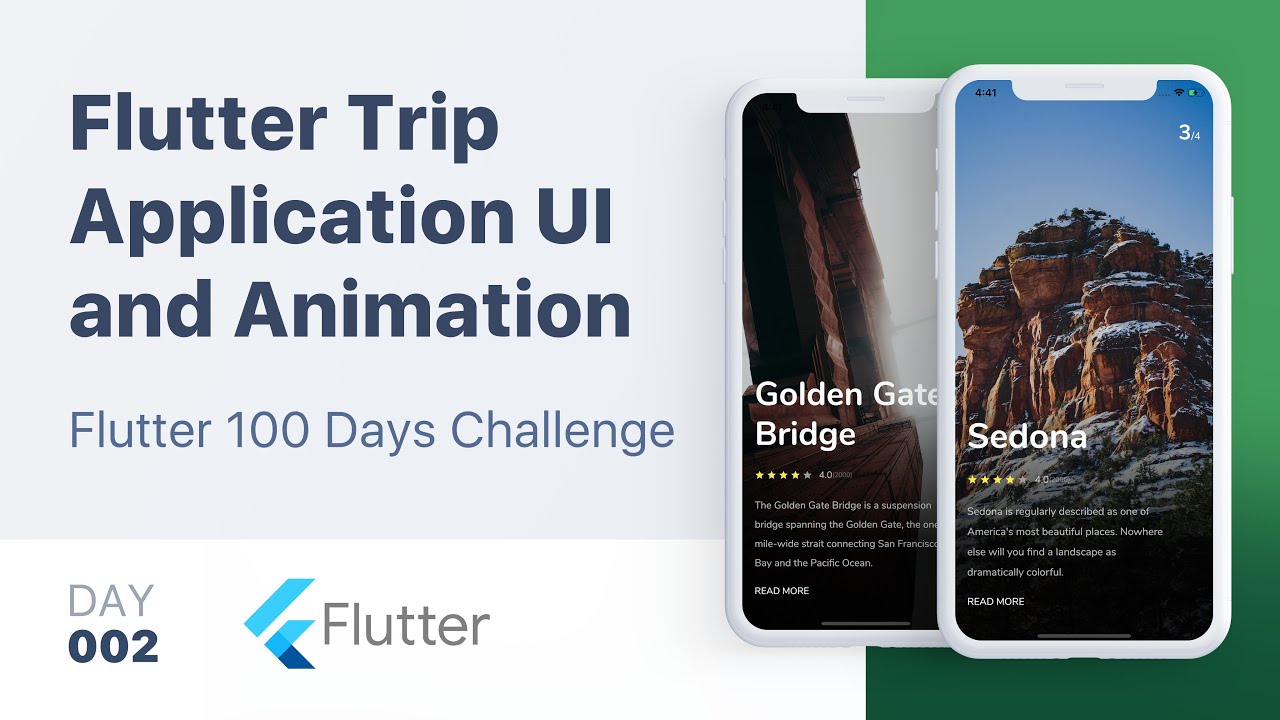 Flutter Trip
Application UI
and Animation
Flutter 100 Days Challenge
DAY
002
Flutter
4:41
Golden Gate
Bridge
4.0(2000)
The Golden Gate Bridge is a suspension
bridge spanning the Golden Gate, the one
mile-wide strait connecting San Francisco
Bay and the Pacific Ocean.
READ MORE
4:41
3/4
Sedona
4.0(2000)
Sedona is regularly described as one of
America's most beautiful places. Nowhere
else will you find a landscape as
dramatically colorful.
READ MORE